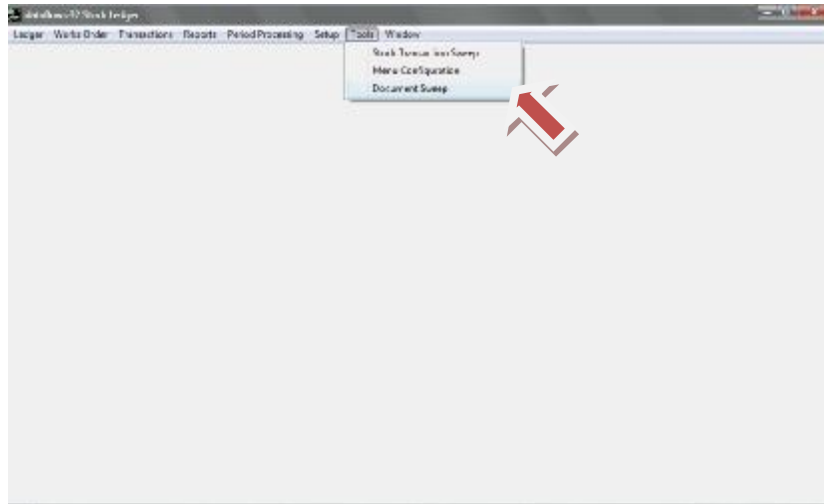 Stock Ledger
Ledger Works Order Transactions Reports Period Processing Setup Tools Window
Stock Transaction Sweep
Menu Configuration
Document Sweep